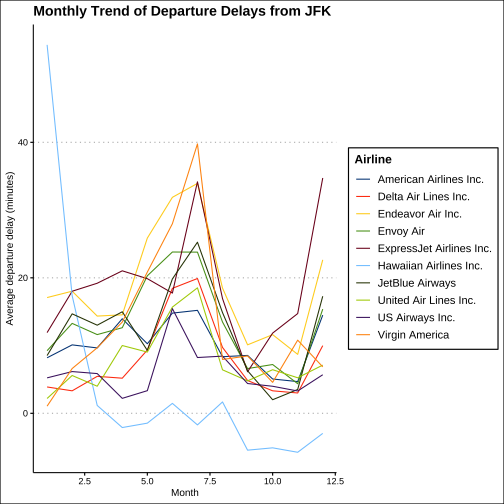 Monthly Trend of Departure Delays from JFK
Average departure delay (minutes)
40
20
0
2.5
5.0
7.5
10.0
12.5
Month
Airline
American Airlines Inc.
Delta Air Lines Inc.
Endeavor Air Inc.
Envoy Air
ExpressJet Airlines Inc.
Hawaiian Airlines Inc.
JetBlue Airways
United Air Lines Inc.
US Airways Inc.
Virgin America